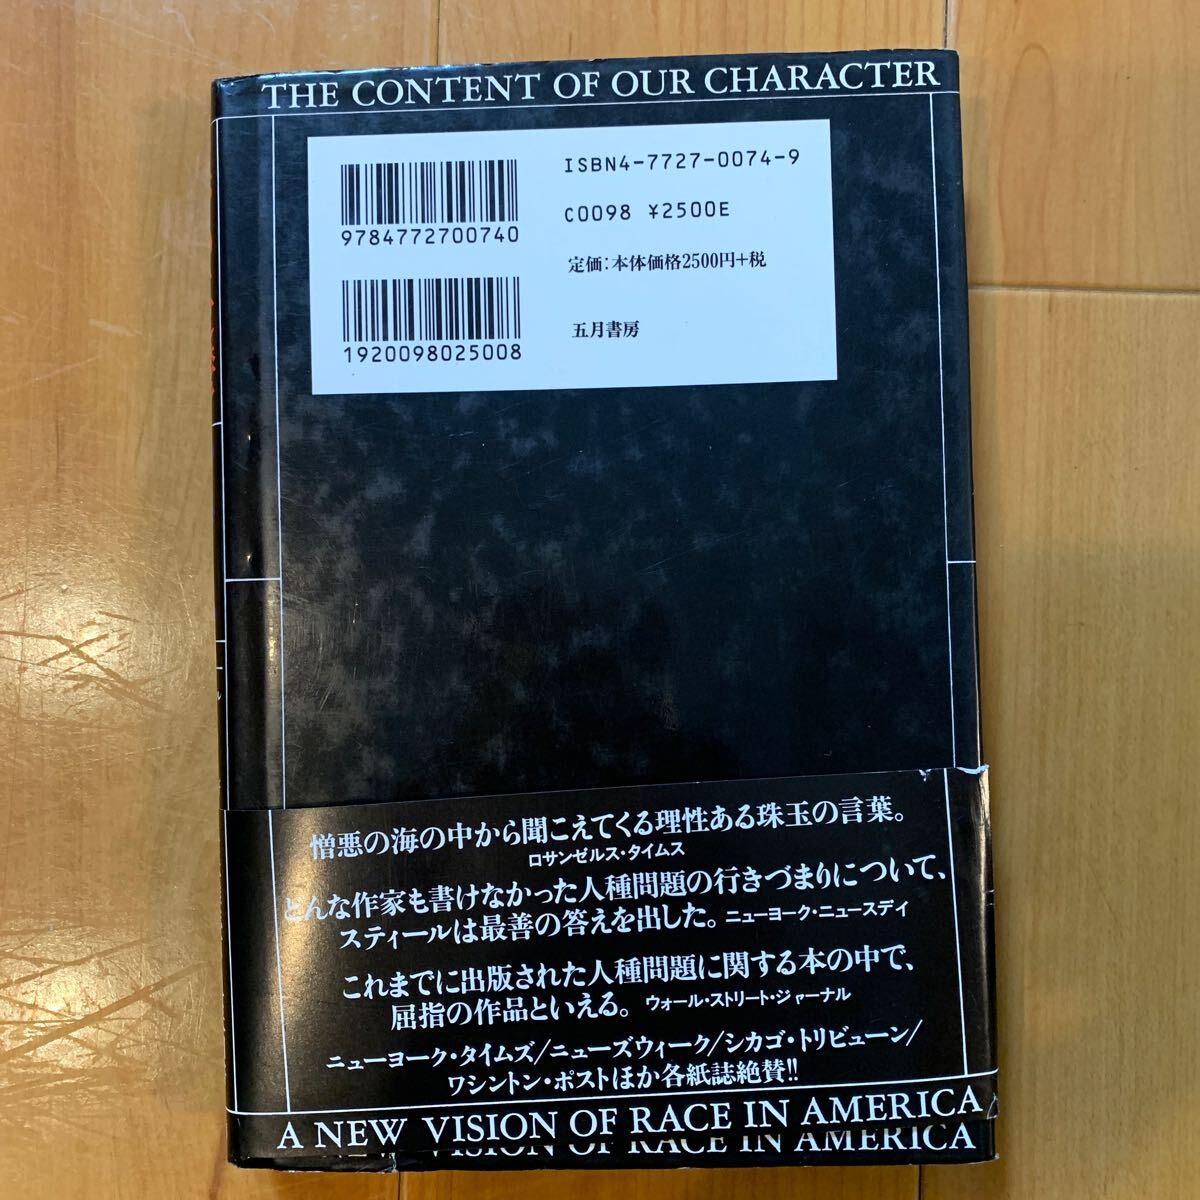 THE CONTENT OF OUR CHARACTER
ISBN4-7727-0074-9
9784772700740
C0098 ¥2500E
定価:本体価格2500円+税
1920098025008
五月書房
憎悪の海の中から聞こえてくる理性ある珠玉の言葉。
ロサンゼルス・タイムス
どんな作家も書けなかった人種問題の行きづまりについて、
スティールは最善の答えを出した。ニューヨーク・ニュースデイ
これまでに出版された人種問題に関する本の中で、
屈指の作品といえる。ウォール・ストリート・ジャーナル
ニューヨーク・タイムズ/ニューズウィーク/シカゴ・トリビューン/
ワシントン・ポストほか各紙誌絶賛!!
A NEW VISION OF RACE IN AMERICA
NEW VISION OF RACE IN AMERICA